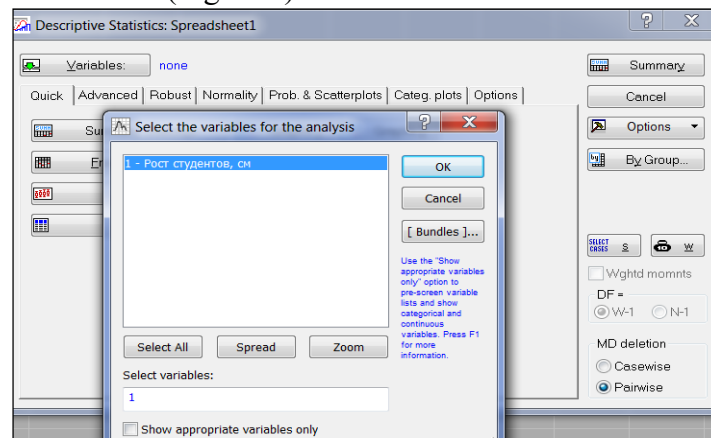 Descriptive Statistics: Spreadsheet1
Variables: none
Summary
Quick Advanced Robust Normality Prob. & Scatterplots Categ. plots Options
Cancel
Select the variables for the analysis
Options
By Group...
1 - Рост студентов, см
OK
Cancel
[ Bundles ]...
Use the "Show
appropriate variables
only" option to
pre-screen variable
lists and show
categorical and
continuous
variables. Press F1
for more
information.
SELECT
CASES S W
Wghtd momnts
DF =
W-1 N-1
Select All Spread Zoom
MD deletion
Casewise
Pairwise
Select variables:
1
Show appropriate variables only